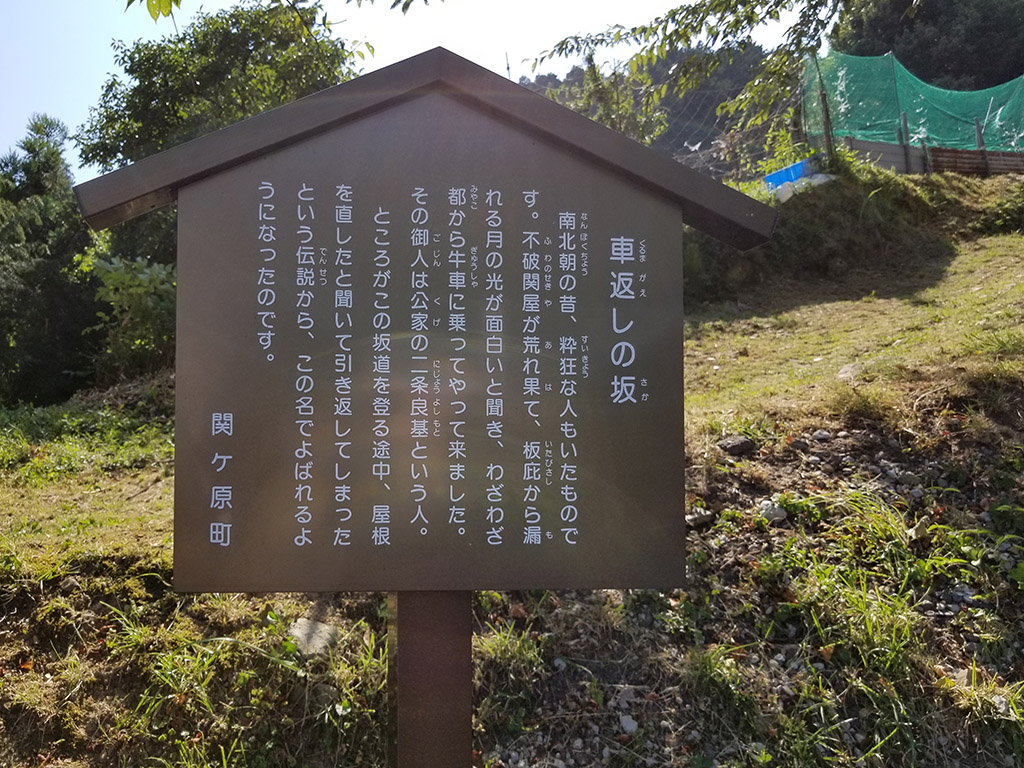 車返しの坂
南北朝の昔、粋狂な人もいたもので
す。不破関屋が荒れ果て、板庇から漏
れる月の光が面白いと聞き、わざわざ
都から牛車に乗ってやって来ました。
その御人は公家の二条良基という人。
ところがこの坂道を登る途中、屋根
を直したと聞いて引き返してしまった
という伝説から、この名でよばれるよ
うになったのです。
関ケ原町